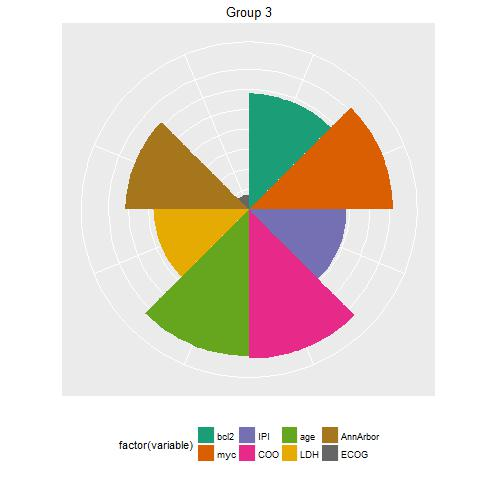 Group 3
factor(variable) bcl2 IPI age AnnArbor
myc COO LDH ECOG